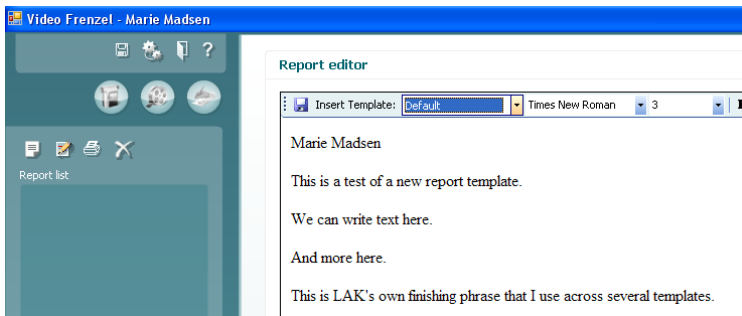 Video Frenzel - Marie Madsen
?
Report editor
Insert Template: Default Times New Roman 3
Marie Madsen
Report list
This is a test of a new report template.
We can write text here.
And more here.
This is LAK's own finishing phrase that I use across several templates.